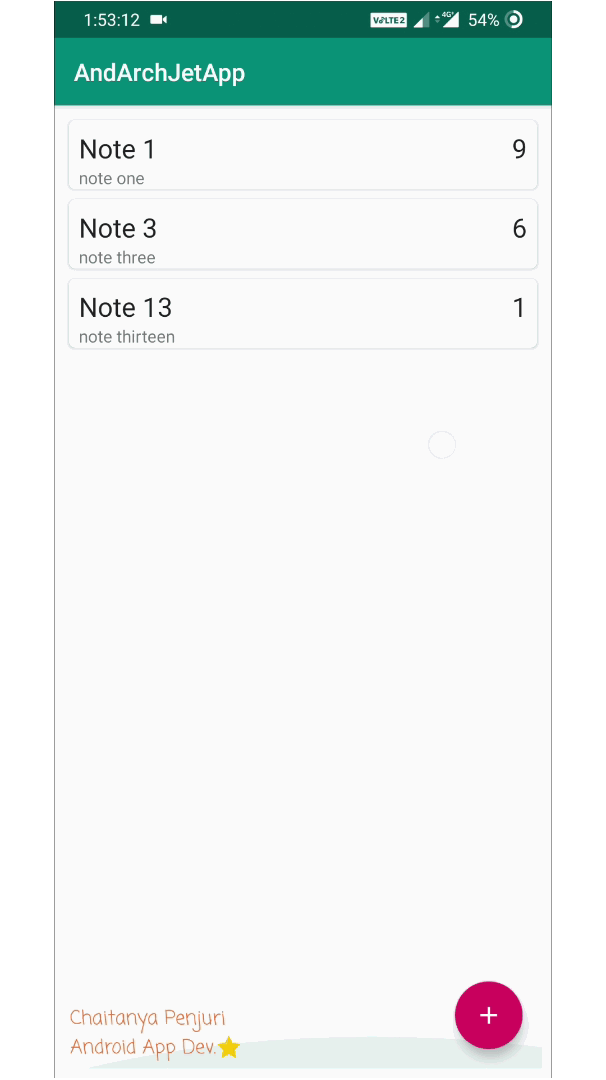 1:53:12 VoLTE2 4G+ 54%
AndArchJetApp
Note 1 9
note one
Note 3 6
note three
Note 13 1
note thirteen
Chaitanya Penjuri
Android App Dev.